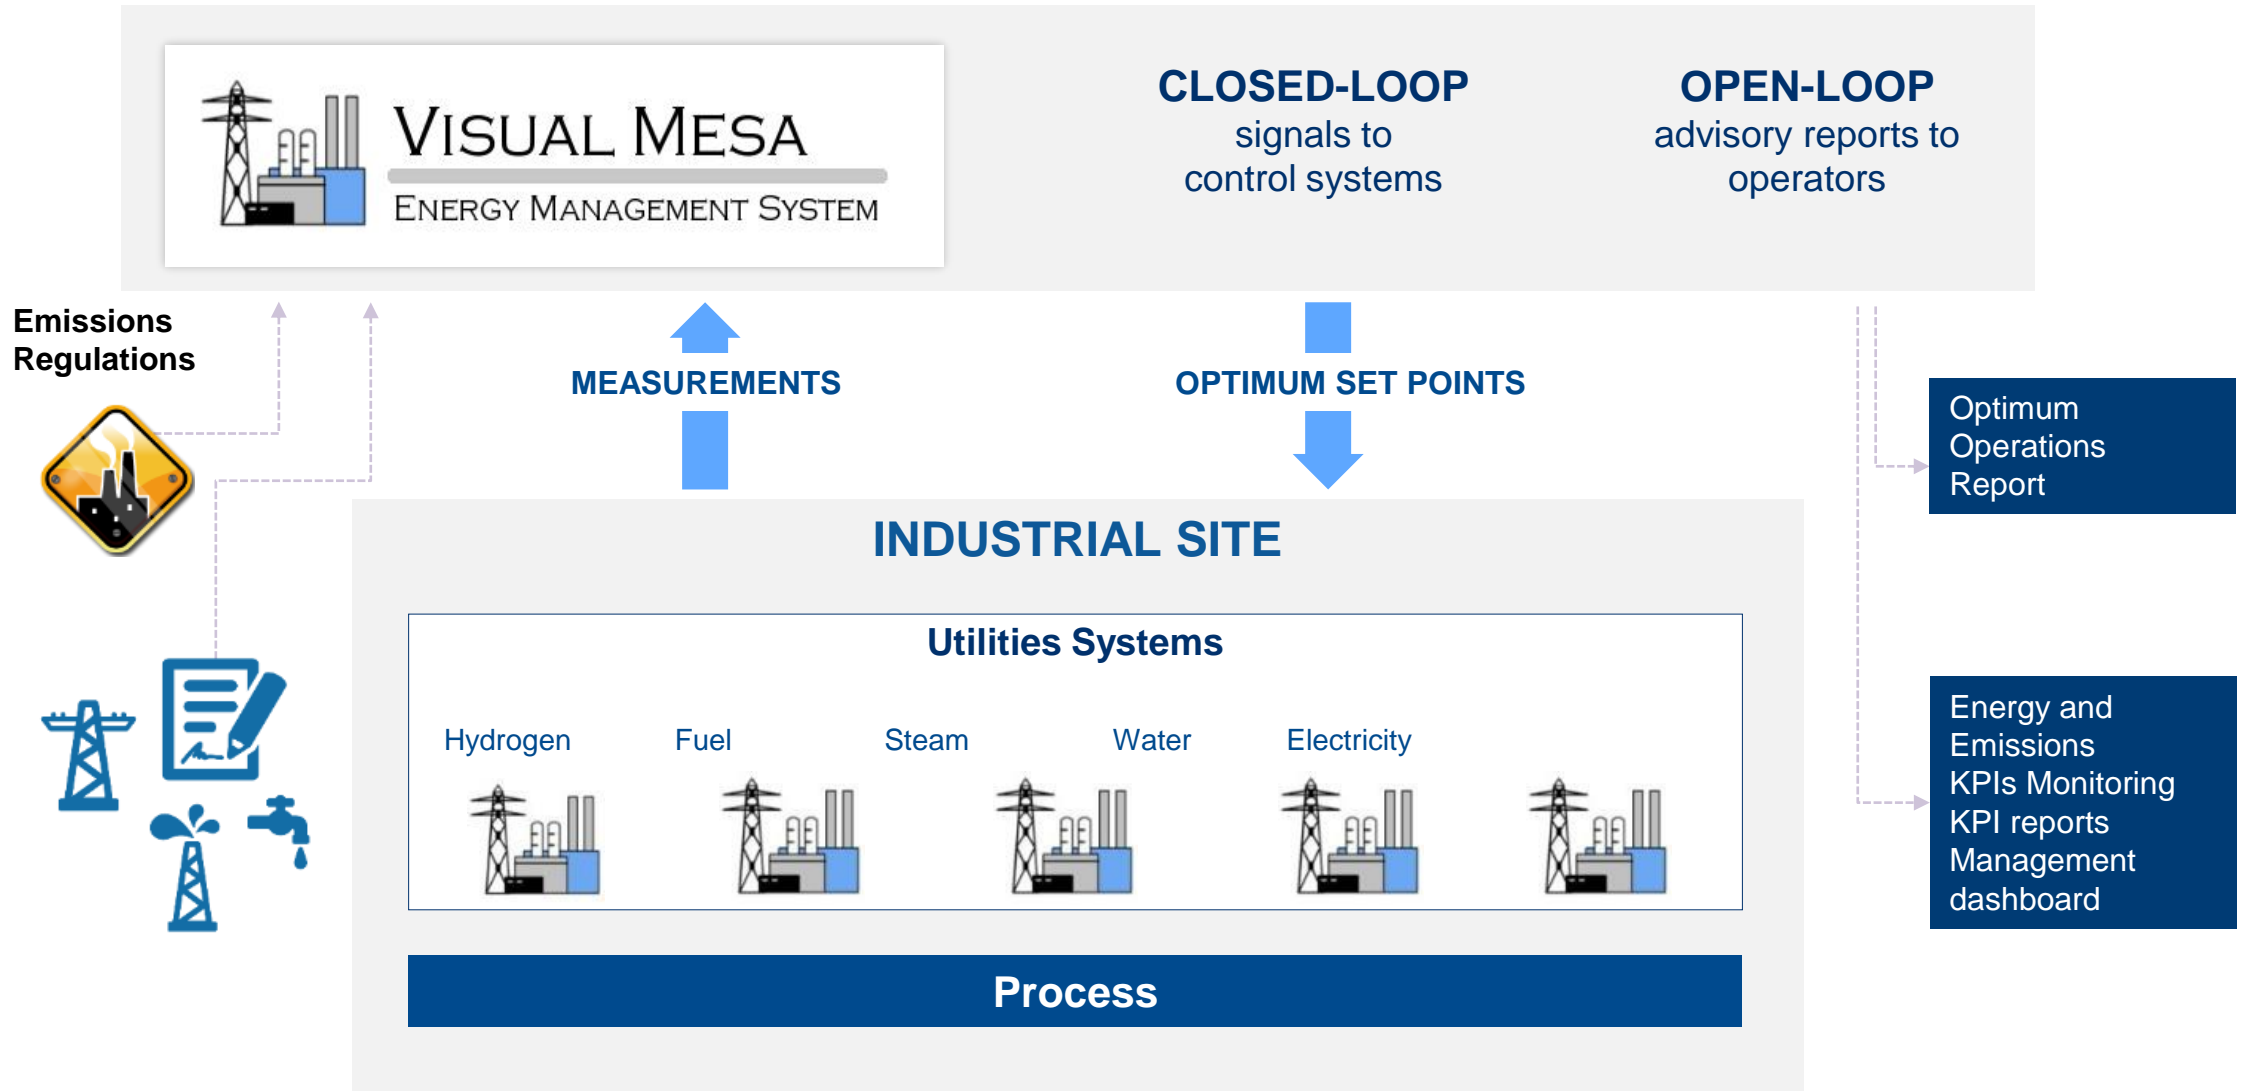 VISUAL MESA
ENERGY MANAGEMENT SYSTEM
CLOSED-LOOP
signals to
control systems
OPEN-LOOP
advisory reports to
operators
Emissions
Regulations
MEASUREMENTS
OPTIMUM SET POINTS
Optimum
Operations
Report
INDUSTRIAL SITE
Utilities Systems
Hydrogen
Fuel
Steam
Water
Electricity
Energy and
Emissions
KPIs Monitoring
KPI reports
Management
dashboard
Process